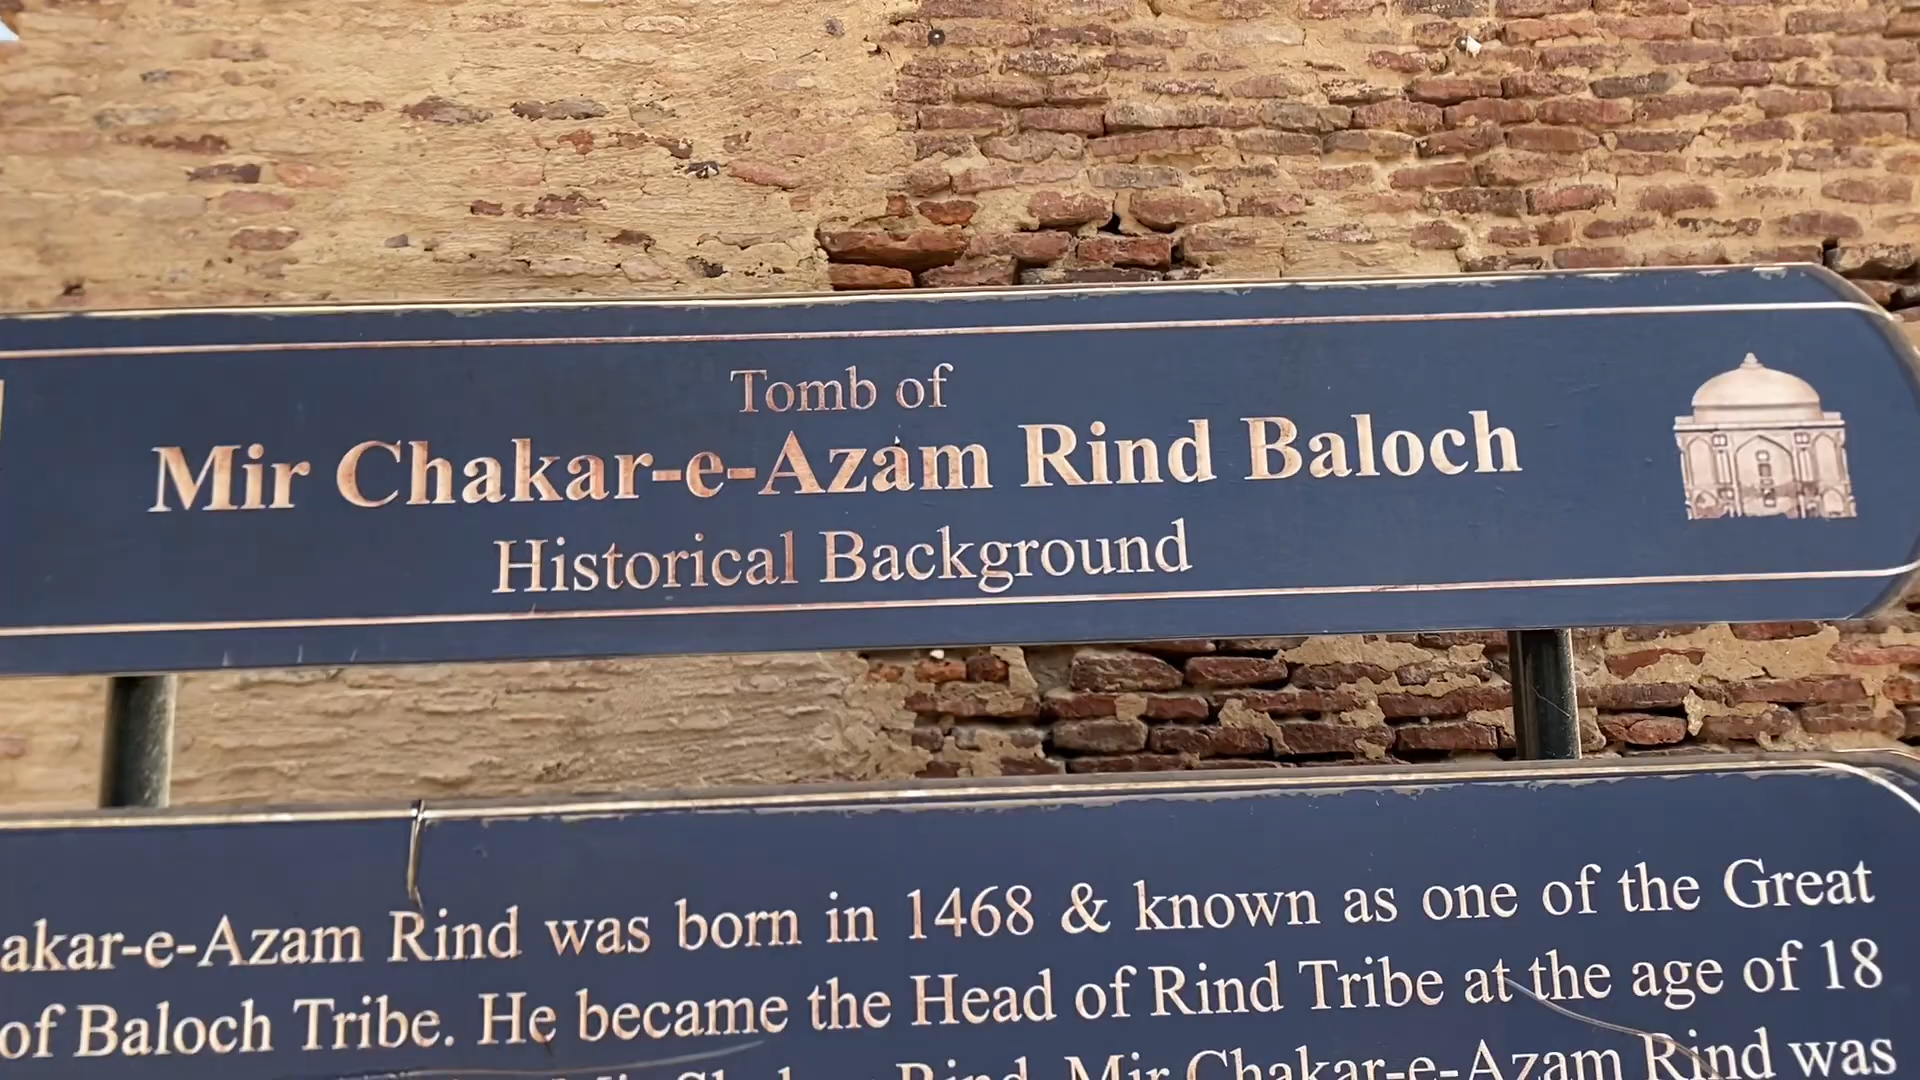 Tomb of
Mir Chakar-e-Azam Rind Baloch
Historical Background
akar-e-Azam Rind was born in 1468 & known as one of the Great
of Baloch Tribe. He became the Head of Rind Tribe at the age of 18
Rind. Mir Chakar-e-Azam Rind was